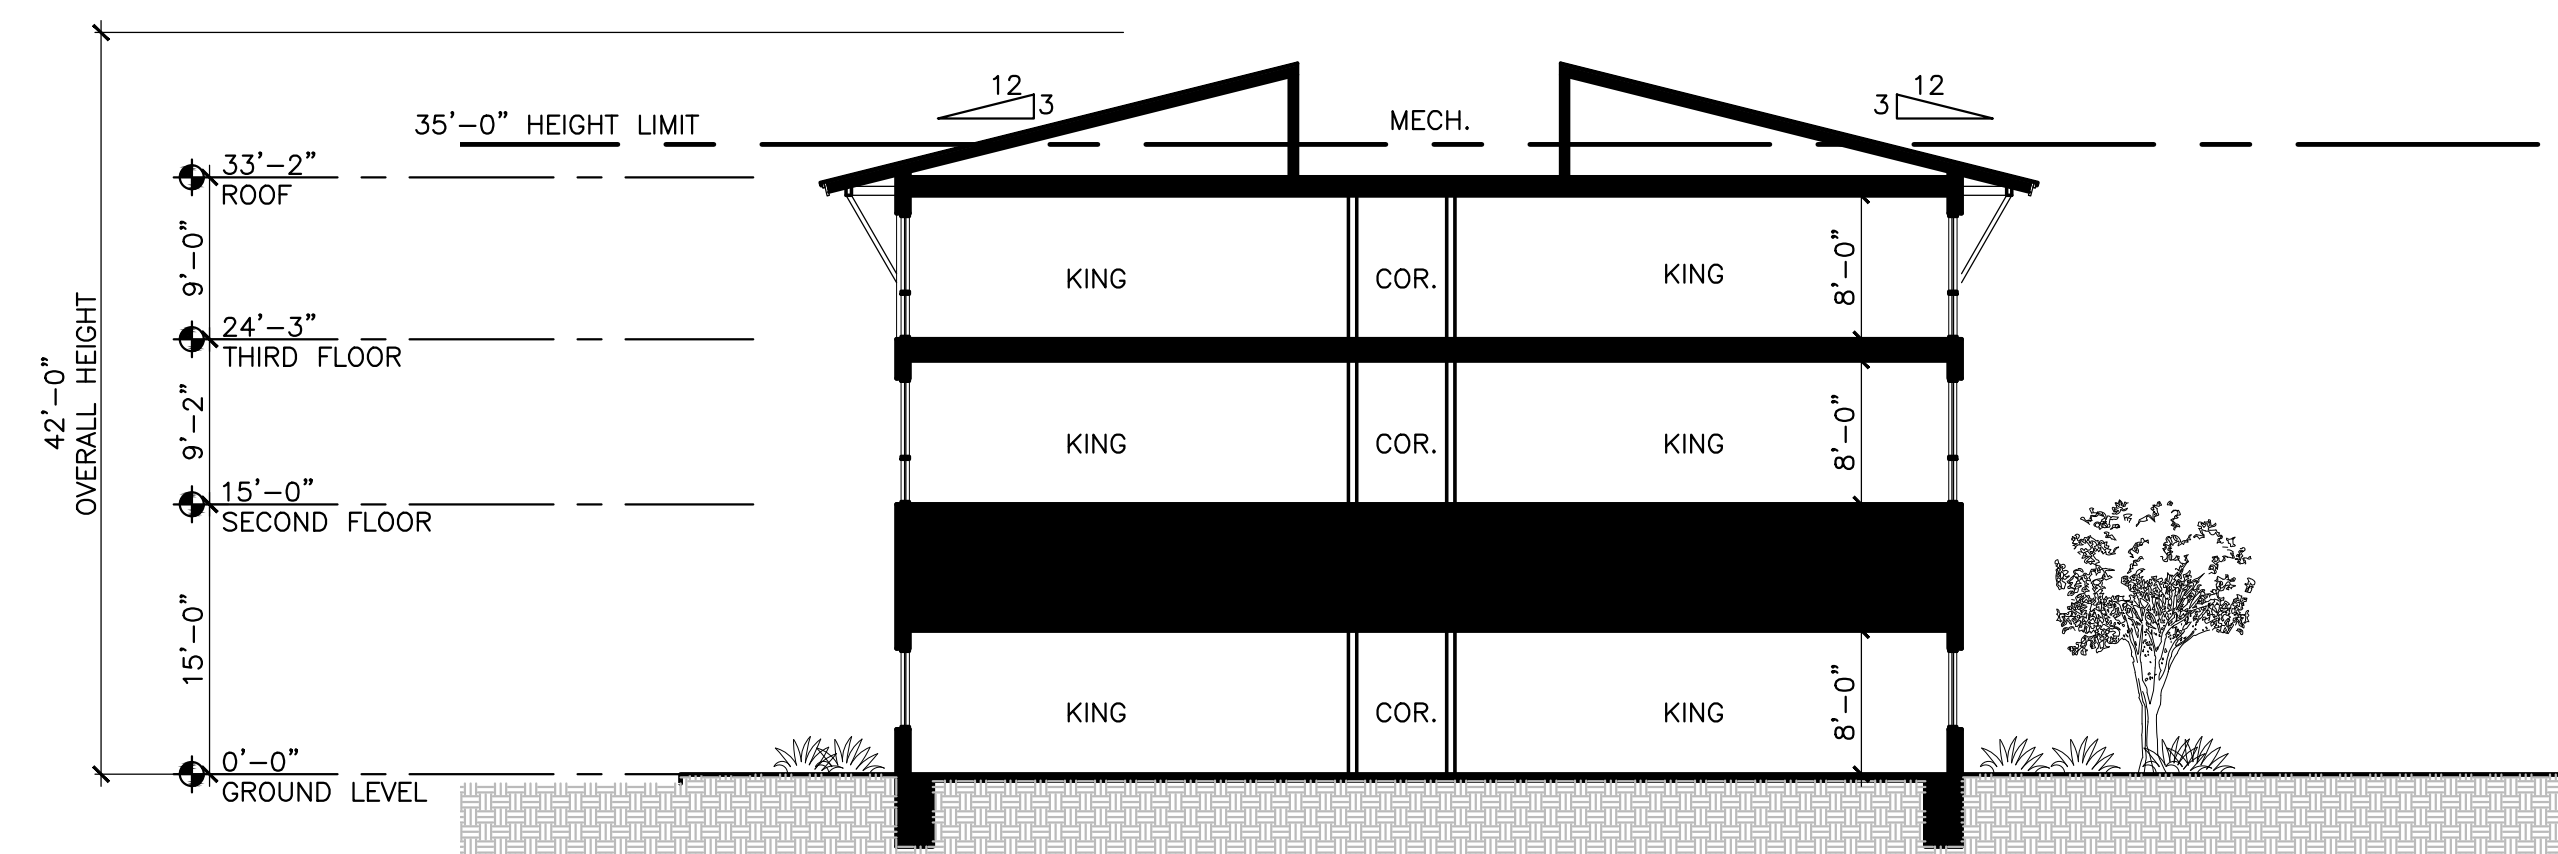 12
3
12
3
35'-0" HEIGHT LIMIT
MECH.
33'-2"
ROOF
9'-0"
KING
COR.
KING
8'-0"
42'-0"
OVERALL HEIGHT
24'-3"
THIRD FLOOR
9'-2"
KING
COR.
KING
8'-0"
15'-0"
SECOND FLOOR
15'-0"
KING
COR.
KING
8'-0"
0'-0"
GROUND LEVEL